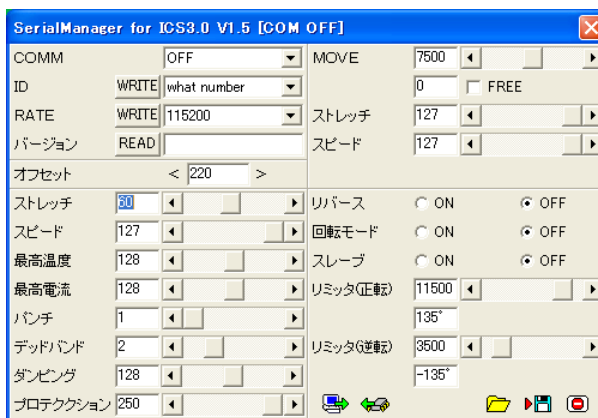 SerialManager for ICS3.0 V1.5 [COM OFF]
COMM OFF
ID WRITE what number
RATE WRITE 115200
バージョン READ
オフセット < 220 >
ストレッチ 60
スピード 127
最高温度 128
最高電流 128
パンチ 1
デッドバンド 2
ダンピング 128
プロテククション 250
MOVE 7500
0 FREE
ストレッチ 127
スピード 127
リバース ON OFF
回転モード ON OFF
スレーブ ON OFF
リミッタ(正転) 11500
135°
リミッタ(逆転) 3500
-135°